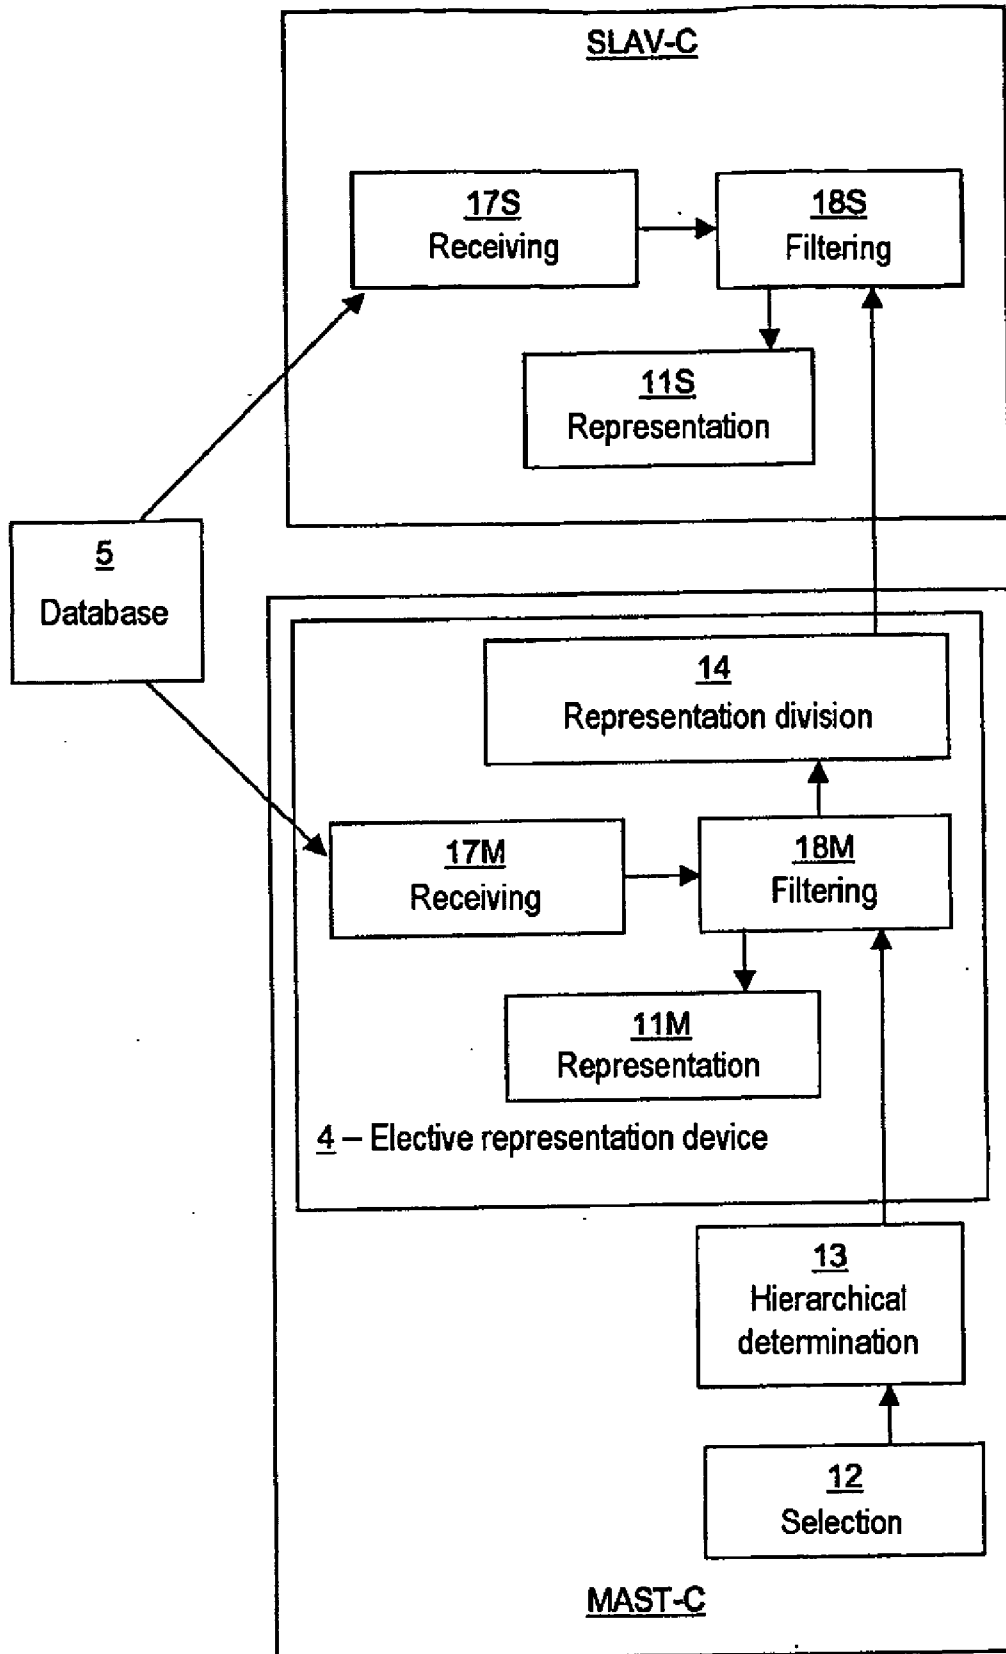 SLAV-C
17S
Receiving
18S
Filtering
11S
Representation
5
Database
14
Representation division
17M
Receiving
18M
Filtering
11M
Representation
4 – Elective representation device
13
Hierarchical
determination
12
Selection
MAST-C